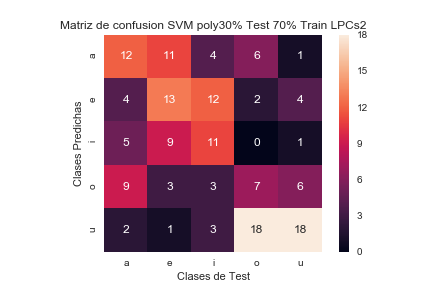 Matriz de confusion SVM poly30% Test 70% Train LPCs2
Clases Predichas
a 12 11 4 6 1
e 4 13 12 2 4
i 5 9 11 0 1
o 9 3 3 7 6
u 2 1 3 18 18
a e i o u
Clases de Test
18
15
12
9
6
3
0